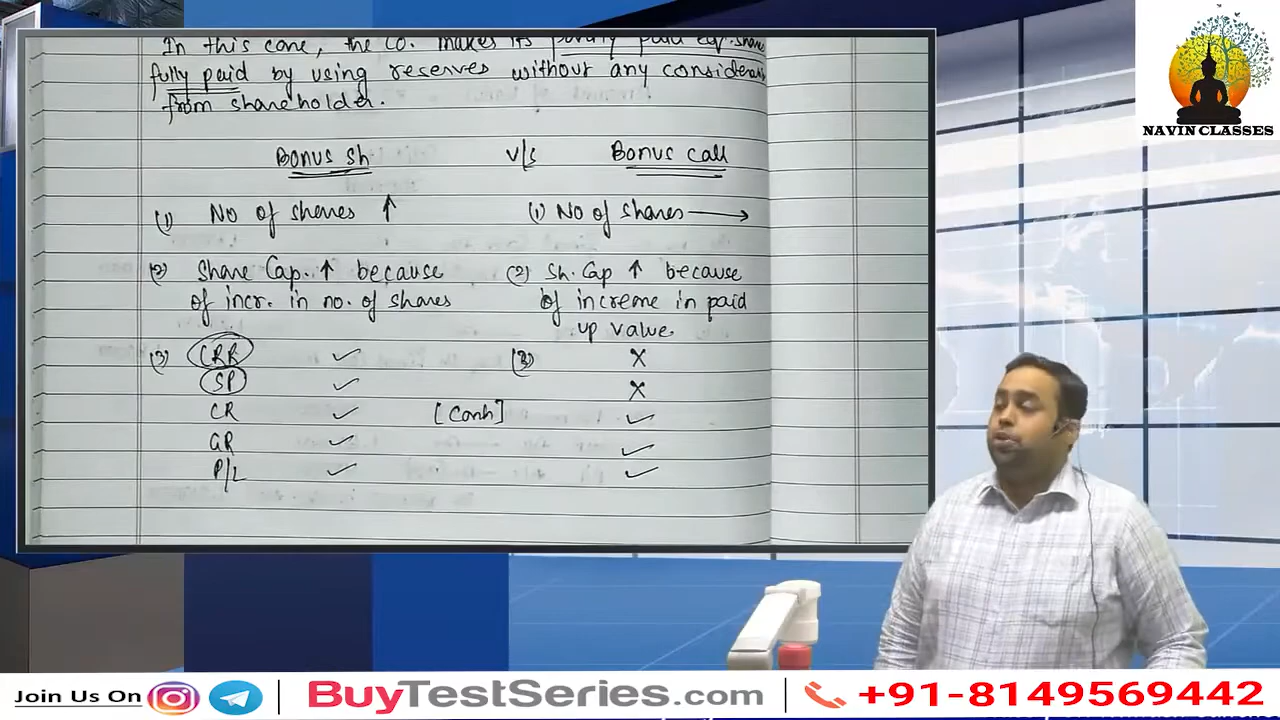 In this case, the co. makes its partly paid eq. share
fully paid by using reserves without any considera
from shareholder.
Bonus sh v/s Bonus call
(1) No of shares ↑ (1) No of shares →
(2) Share Cap. ↑ because (2) Sh. Cap ↑ because
of incr. in no. of shares of increme in paid
up value.
(3) CRR ✓ (3) X
SP ✓ X
CR ✓ [Cash] ✓
GR ✓ ✓
P/L ✓ ✓
NAVIN CLASSES
Join Us On BuyTestSeries.com +91-8149569442